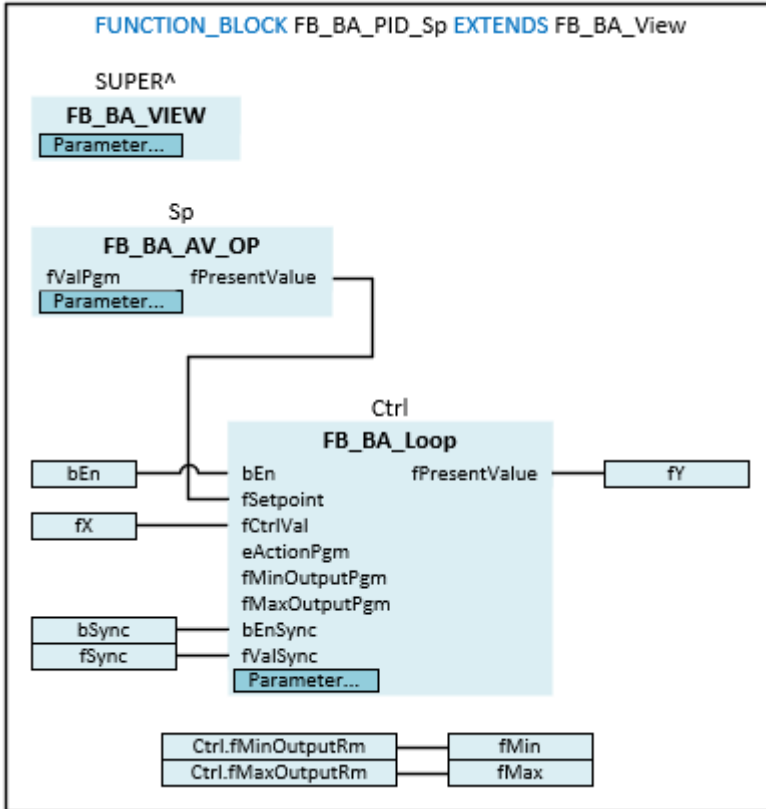 FUNCTION_BLOCK FB_BA_PID_Sp EXTENDS FB_BA_View
SUPER^
FB_BA_VIEW
Parameter...
Sp
FB_BA_AV_OP
fValPgm fPresentValue
Parameter...
Ctrl
FB_BA_Loop
bEn bEn fPresentValue fY
fSetpoint
fX fCtrlVal
eActionPgm
fMinOutputPgm
fMaxOutputPgm
bSync bEnSync
fSync fValSync
Parameter...
Ctrl.fMinOutputRm fMin
Ctrl.fMaxOutputRm fMax